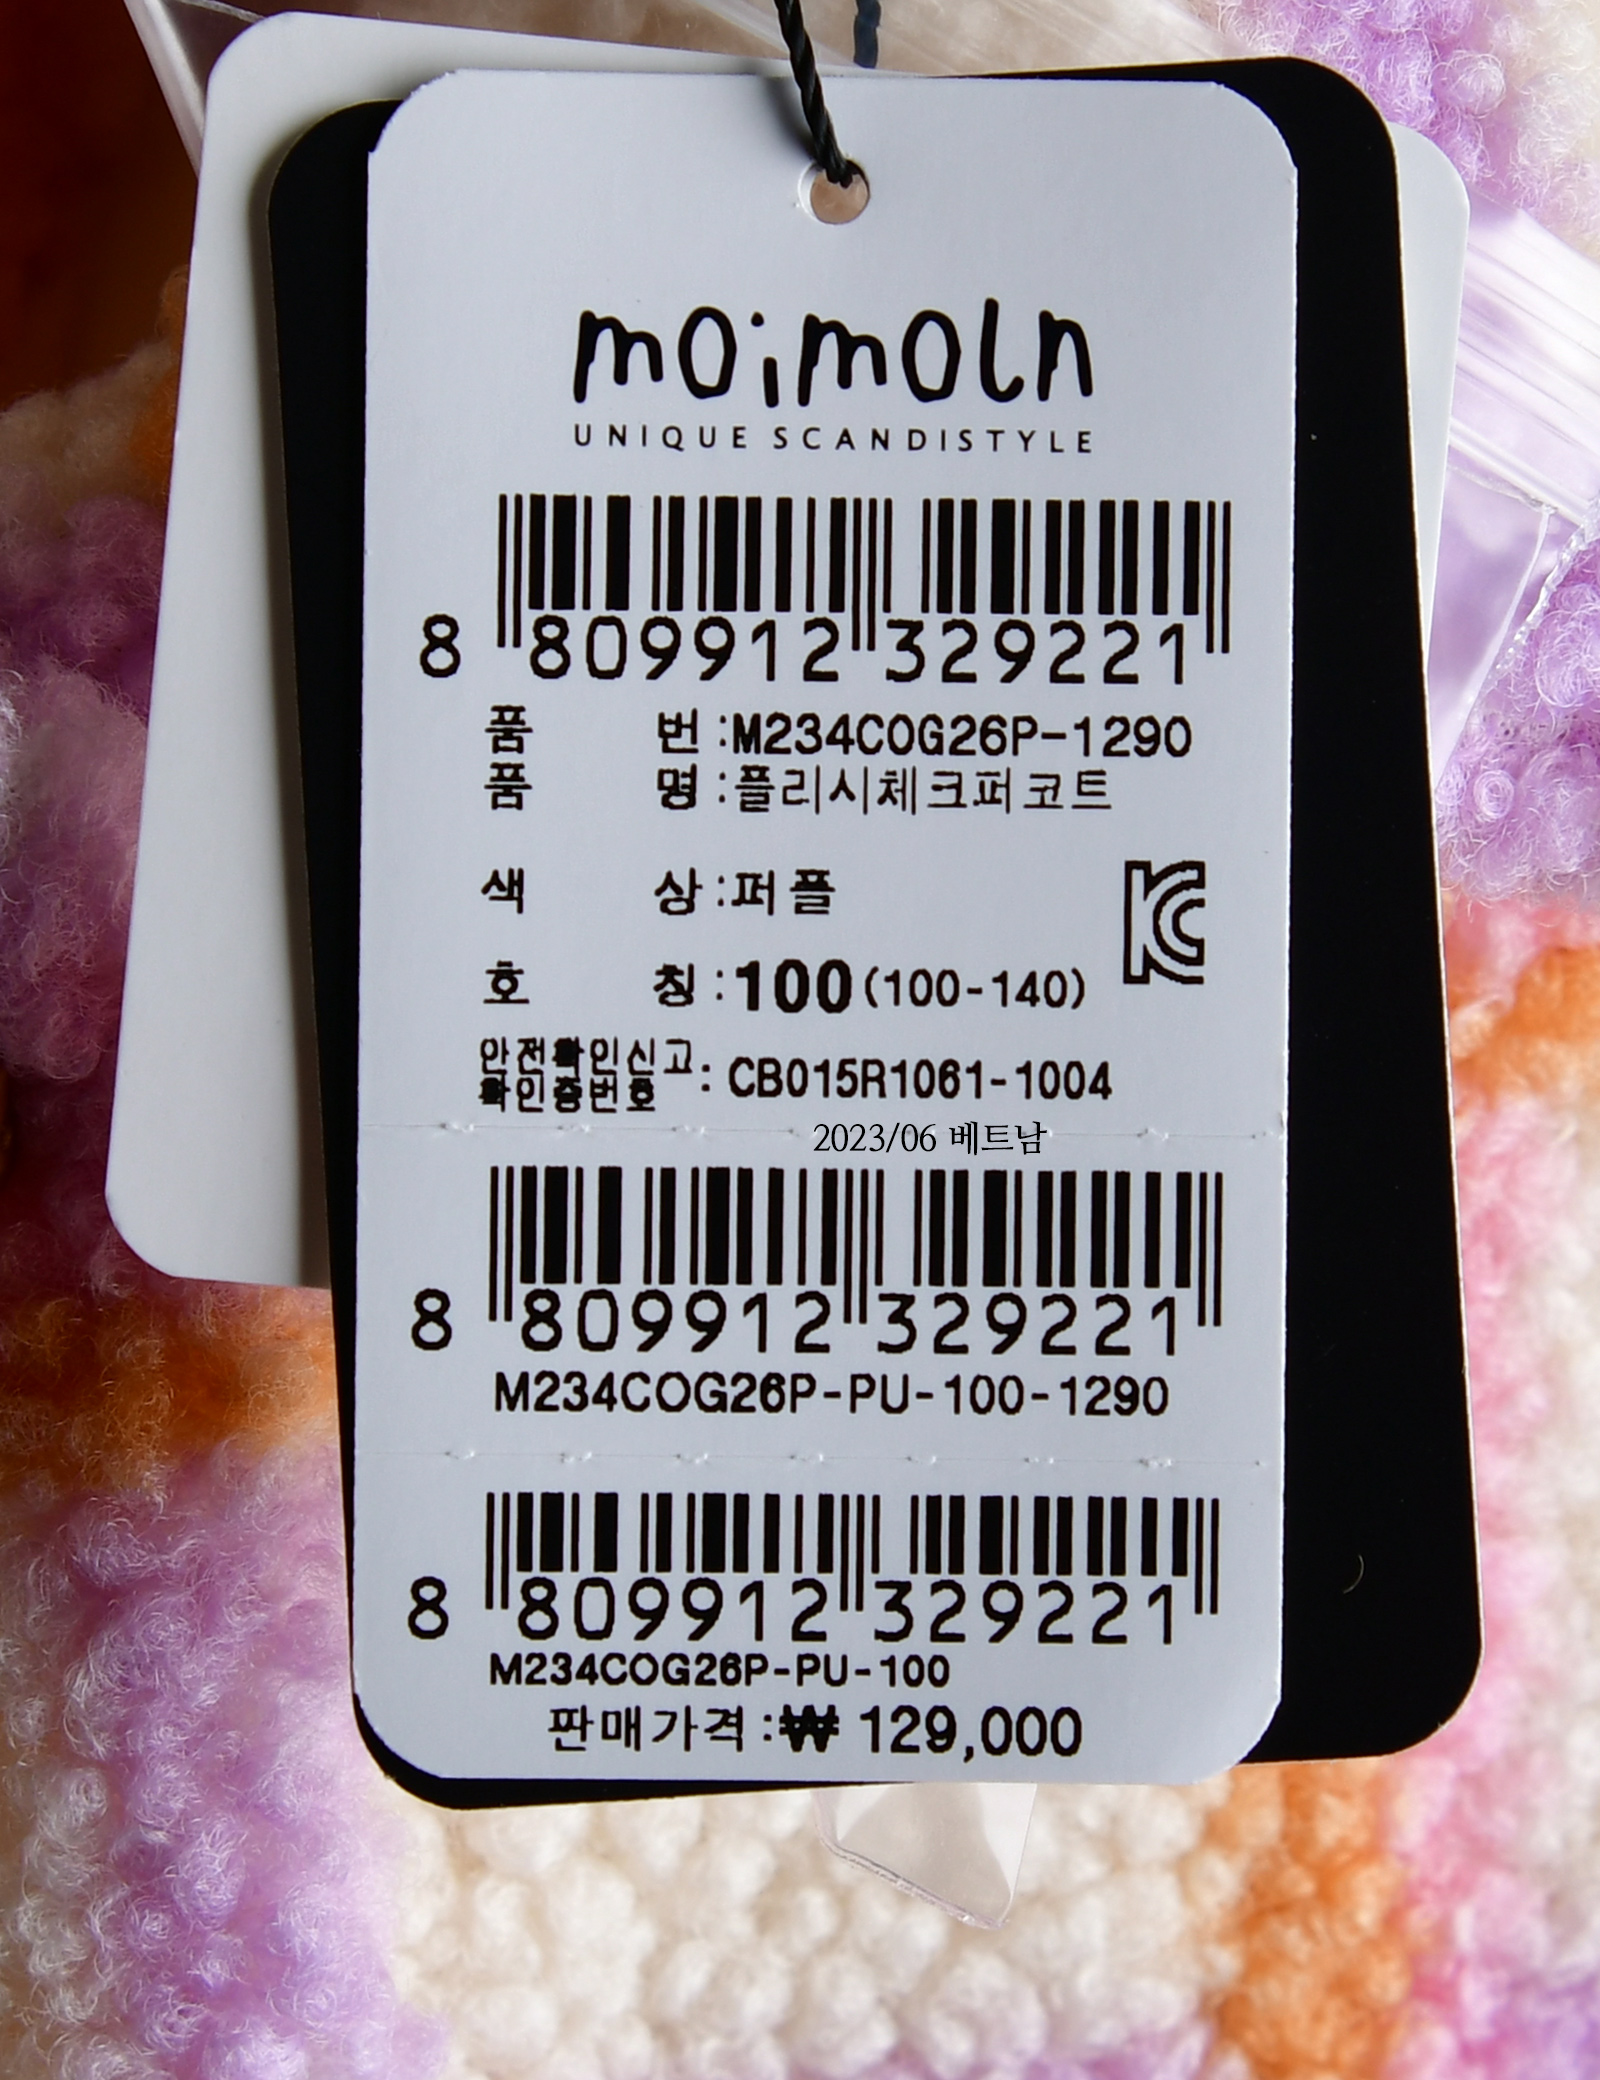 moimoln
UNIQUE SCANDISTYLE
8 809912 329221
품 번 :M234COG26P-1290
품 명 :플리시체크퍼코트
색 상 :퍼플
호 칭 :100(100-140)
안전확인신고
확인증번호 : CB015R1061-1004
2023/06 베트남
8 809912 329221
M234COG26P-PU-100-1290
8 809912 329221
M234COG26P-PU-100
판매가격:₩ 129,000